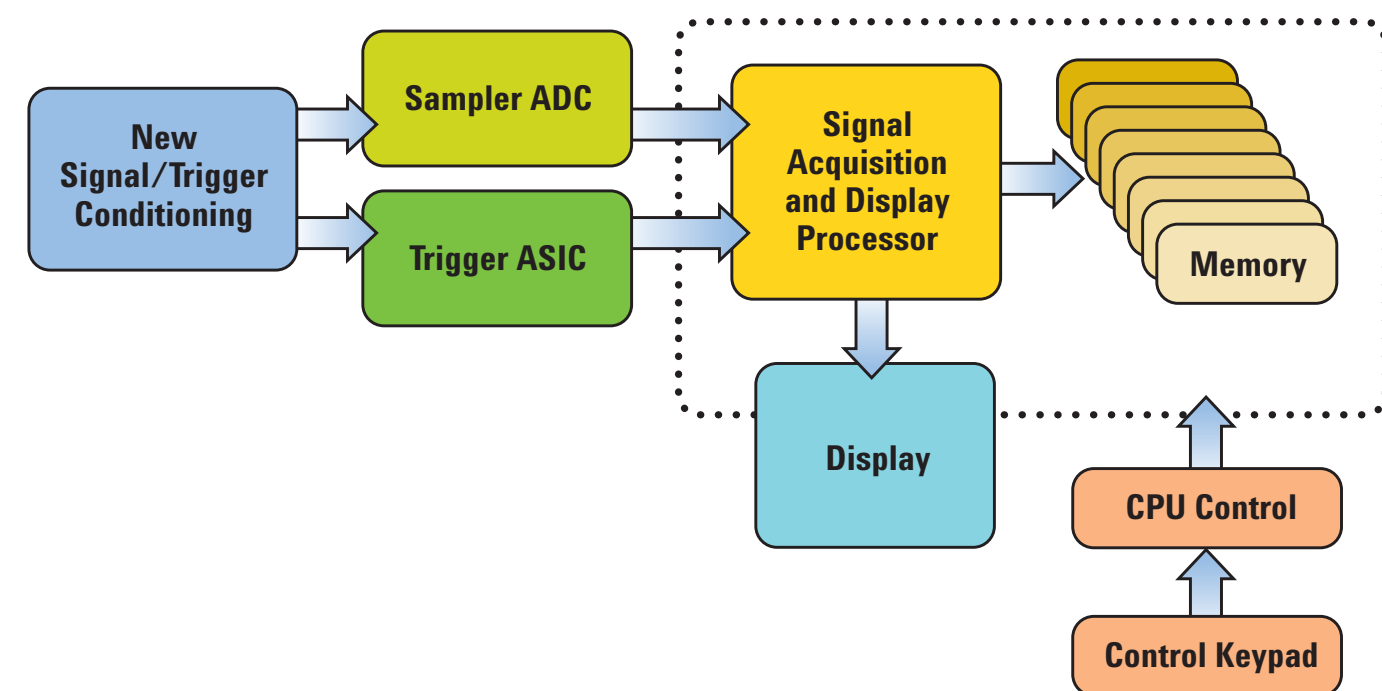 New
Signal/Trigger
Conditioning
Sampler ADC
Trigger ASIC
Signal
Acquisition
and Display
Processor
Memory
Display
CPU Control
Control Keypad